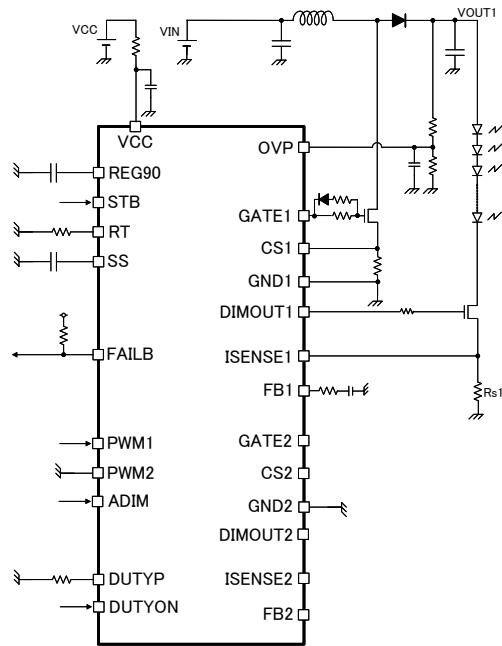 VCC
VIN
VOUT1
VCC
OVP
REG90
STB
GATE1
RT
CS1
SS
GND1
DIMOUT1
FAILB
ISENSE1
Rs1
FB1
PWM1
GATE2
PWM2
CS2
ADIM
GND2
DIMOUT2
DUTYP
ISENSE2
DUTYON
FB2